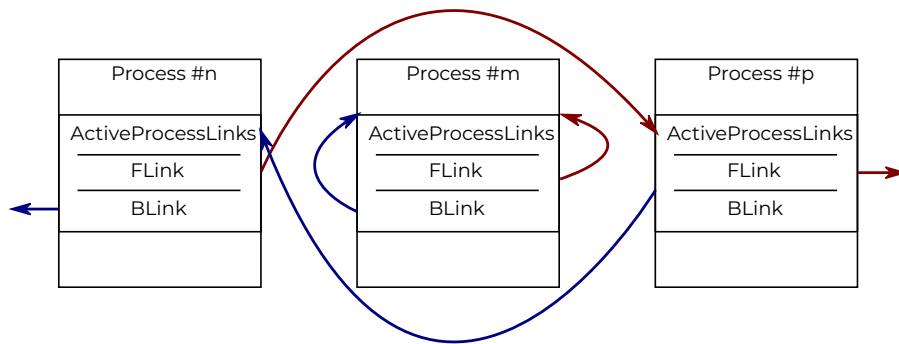 Process #n
ActiveProcessLinks
FLink
BLink
Process #m
ActiveProcessLinks
FLink
BLink
Process #p
ActiveProcessLinks
FLink
BLink